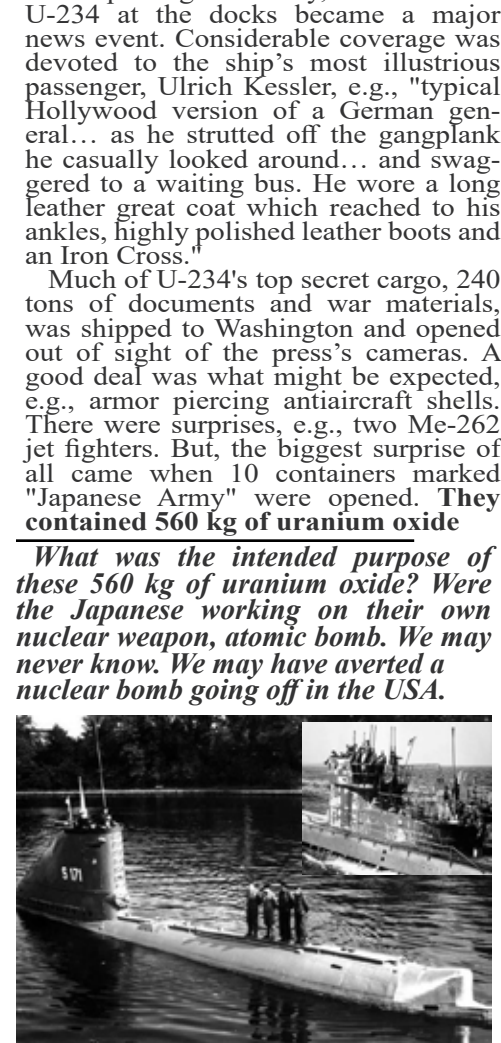 U-234 at the docks became a major
news event. Considerable coverage was
devoted to the ship’s most illustrious
passenger, Ulrich Kessler, e.g., "typical
Hollywood version of a German gen-
eral… as he strutted off the gangplank
he casually looked around… and swag-
gered to a waiting bus. He wore a long
leather great coat which reached to his
ankles, highly polished leather boots and
an Iron Cross."
Much of U-234's top secret cargo, 240
tons of documents and war materials,
was shipped to Washington and opened
out of sight of the press’s cameras. A
good deal was what might be expected,
e.g., armor piercing antiaircraft shells.
There were surprises, e.g., two Me-262
jet fighters. But, the biggest surprise of
all came when 10 containers marked
"Japanese Army" were opened. They
contained 560 kg of uranium oxide
What was the intended purpose of
these 560 kg of uranium oxide? Were
the Japanese working on their own
nuclear weapon, atomic bomb. We may
never know. We may have averted a
nuclear bomb going off in the USA.
S 171